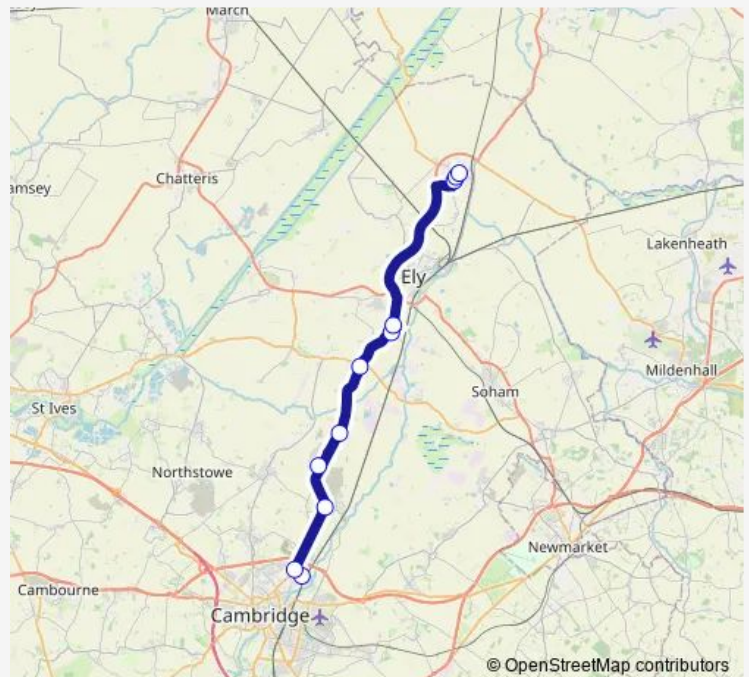 March
Chatteris
amsey
Lakenheath
Ely
Mildenhall
Soham
St Ives
Northstowe
Newmarket
Cambourne
Cambridge
© OpenStreetMap contributors